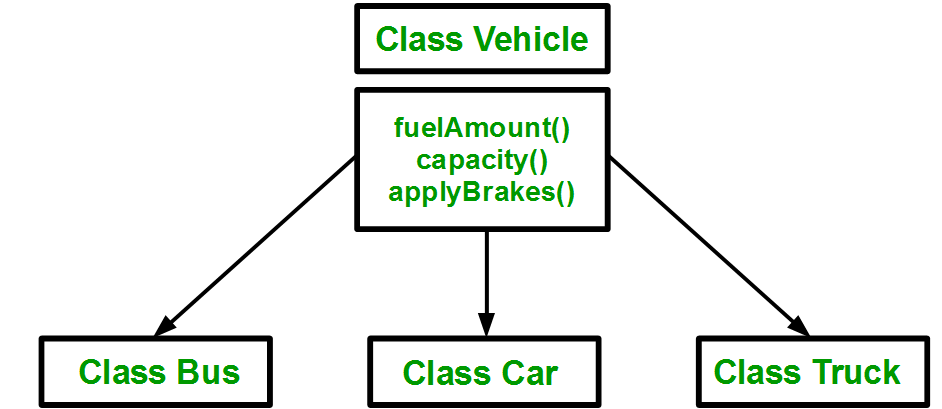 Class Vehicle
fuelAmount()
capacity()
applyBrakes()
Class Bus
Class Car
Class Truck